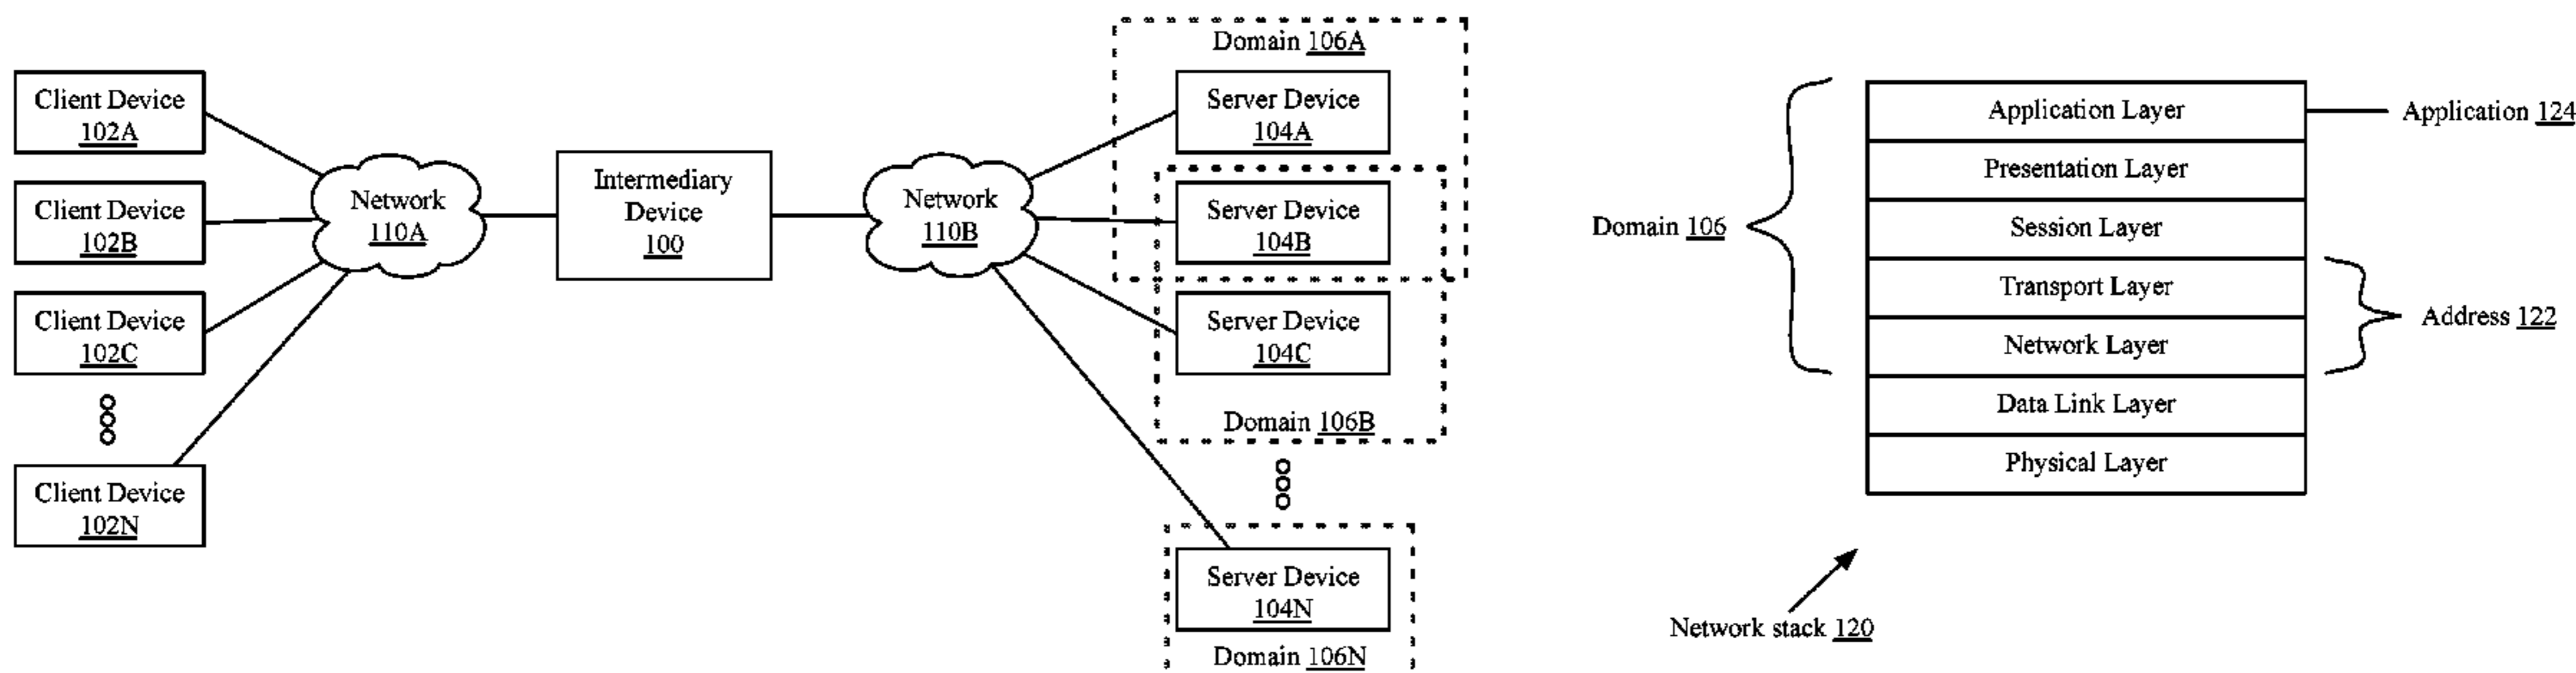 Client Device
102A
Client Device
102B
Client Device
102C
Client Device
102N
Network
110A
Intermediary
Device
100
Network
110B
Domain 106A
Server Device
104A
Server Device
104B
Server Device
104C
Domain 106B
Server Device
104N
Domain 106N
Domain 106
Application Layer
Presentation Layer
Session Layer
Transport Layer
Network Layer
Data Link Layer
Physical Layer
Application 124
Address 122
Network stack 120